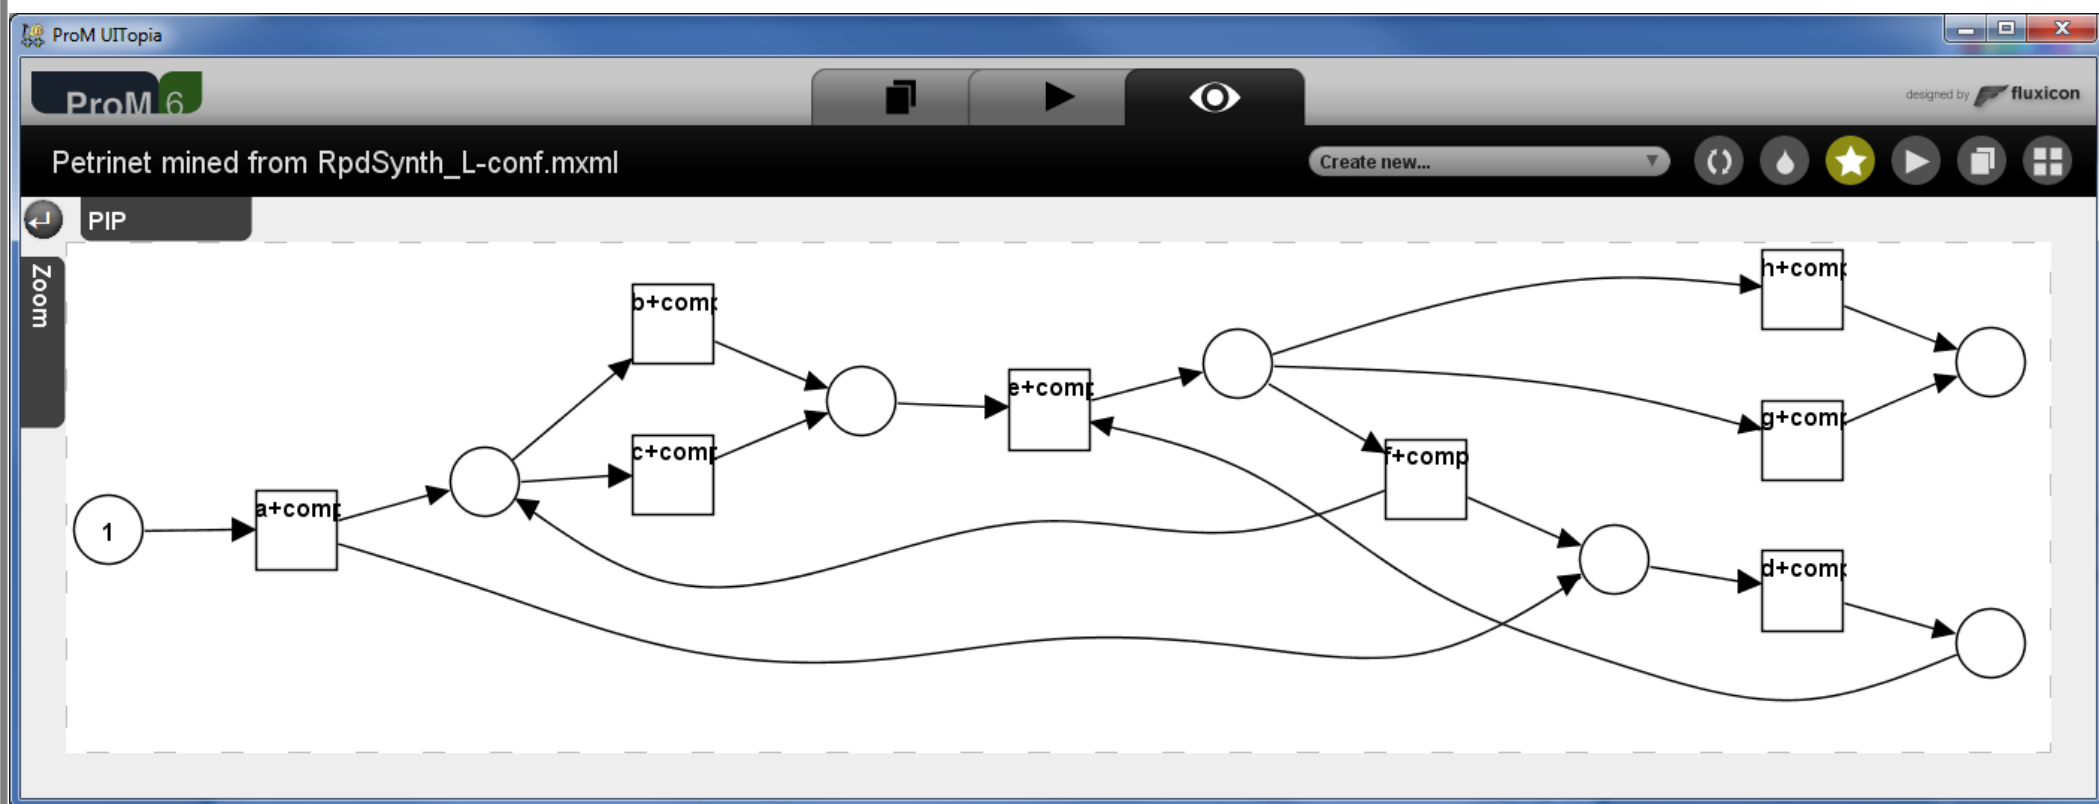 ProM UITopia
ProM 6
designed by fluxicon
Petrinet mined from RpdSynth_L-conf.mxml
Create new...
PIP
Zoom
h+comp
b+comp
e+comp
g+comp
c+comp
f+comp
a+comp
1
d+comp